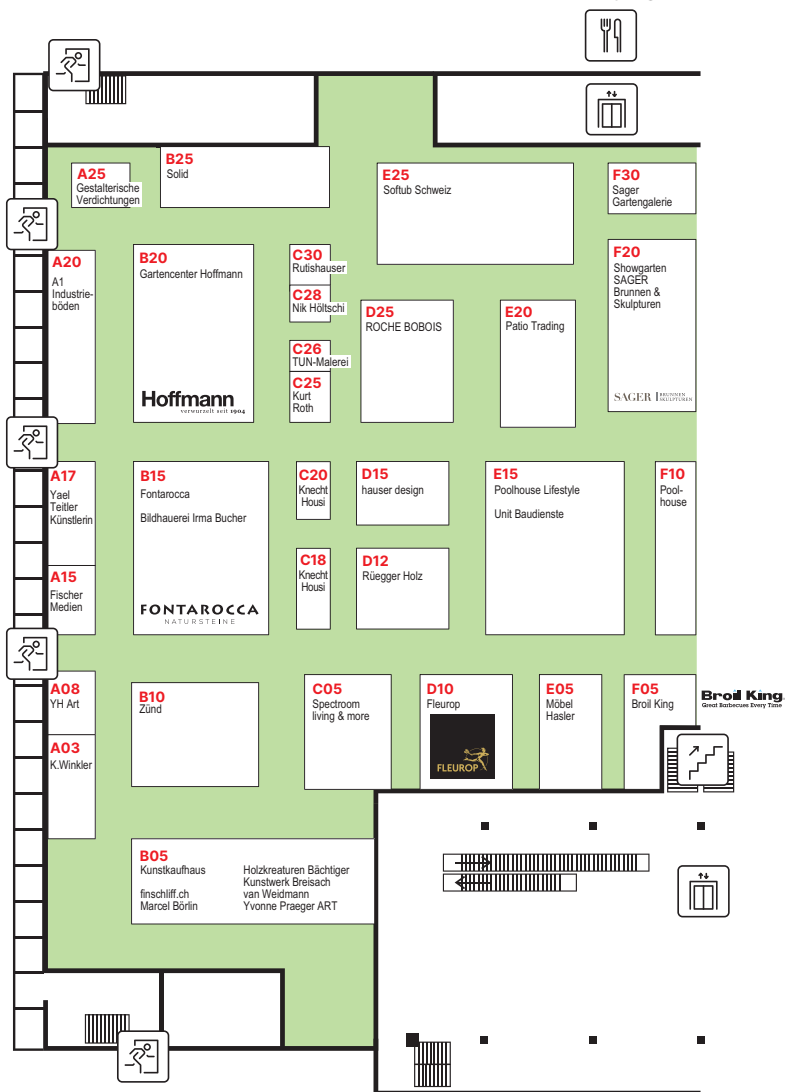 A25
Gestalterische
Verdichtungen
B25
Solid
E25
Softub Schweiz
F30
Sager
Gartengalerie
A20
A1
Industrie-
böden
B20
Gartencenter Hoffmann
Hoffmann
verwurzelt seit 1904
C30
Rutishauser
C28
Nik Höltschi
C26
TUN-Malerei
C25
Kurt
Roth
D25
ROCHE BOBOIS
E20
Patio Trading
F20
Showgarten
SAGER
Brunnen &
Skulpturen
SAGER
BRUNNEN
SKULPTUREN
A17
Yael
Teitler
Künstlerin
A15
Fischer
Medien
B15
Fontarocca
Bildhauerei Irma Bucher
FONTAROCCA
NATURSTEINE
C20
Knecht
Housi
C18
Knecht
Housi
D15
hauser design
D12
Rüegger Holz
E15
Poolhouse Lifestyle
Unit Baudienste
F10
Pool-
house
A08
YH Art
A03
K.Winkler
B10
Zünd
C05
Spectroom
living & more
D10
Fleurop
FLEUROP
E05
Möbel
Hasler
F05
Broil King
Broil King
Great Barbecues Every Time
B05
Kunstkaufhaus
finschliff.ch
Marcel Börlin
Holzkreaturen Bächtiger
Kunstwerk Breisach
van Weidmann
Yvonne Praeger ART